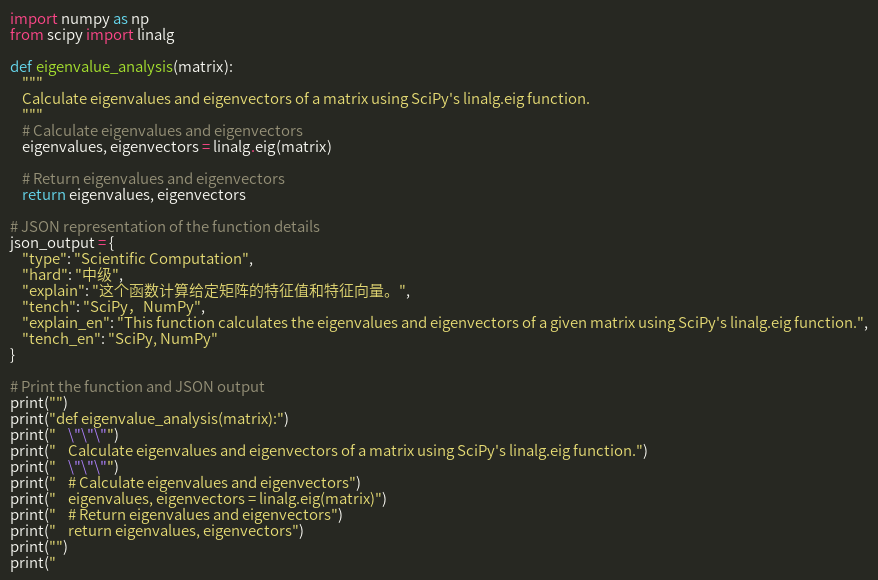 import numpy as np
from scipy import linalg
def eigenvalue_analysis(matrix):
"""
Calculate eigenvalues and eigenvectors of a matrix using SciPy's linalg.eig function.
"""
# Calculate eigenvalues and eigenvectors
eigenvalues, eigenvectors = linalg.eig(matrix)
# Return eigenvalues and eigenvectors
return eigenvalues, eigenvectors
# JSON representation of the function details
json_output = {
"type": "Scientific Computation",
"hard": "中级",
"explain": "这个函数计算给定矩阵的特征值和特征向量。",
"tench": "SciPy，NumPy",
"explain_en": "This function calculates the eigenvalues and eigenvectors of a given matrix using SciPy's linalg.eig function.",
"tench_en": "SciPy, NumPy"
}
# Print the function and JSON output
print("")
print("def eigenvalue_analysis(matrix):")
print("    \"\"\"")
print("    Calculate eigenvalues and eigenvectors of a matrix using SciPy's linalg.eig function.")
print("    \"\"\"")
print("    # Calculate eigenvalues and eigenvectors")
print("    eigenvalues, eigenvectors = linalg.eig(matrix)")
print("    # Return eigenvalues and eigenvectors")
print("    return eigenvalues, eigenvectors")
print("")
print("